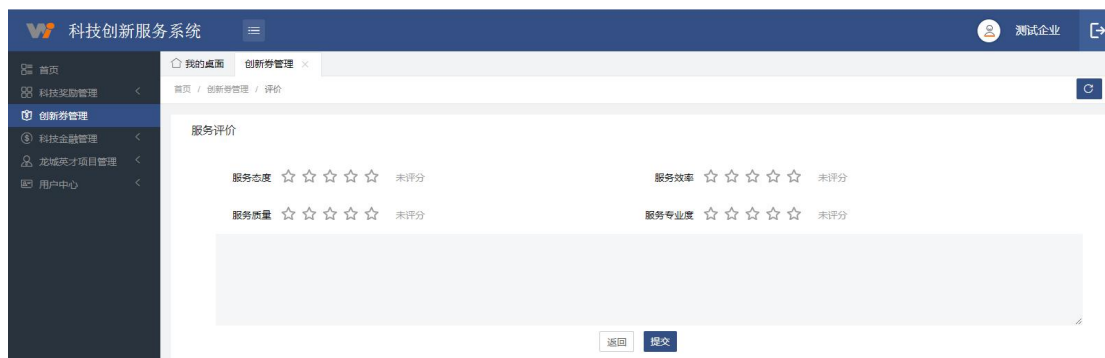 科技创新服务系统
测试企业
首页
科技奖励管理
创新券管理
科技金融管理
龙城英才项目管理
用户中心
我的桌面 创新券管理
首页 / 创新券管理 / 评价
服务评价
服务态度 未评分 服务效率 未评分
服务质量 未评分 服务专业度 未评分
返回 提交